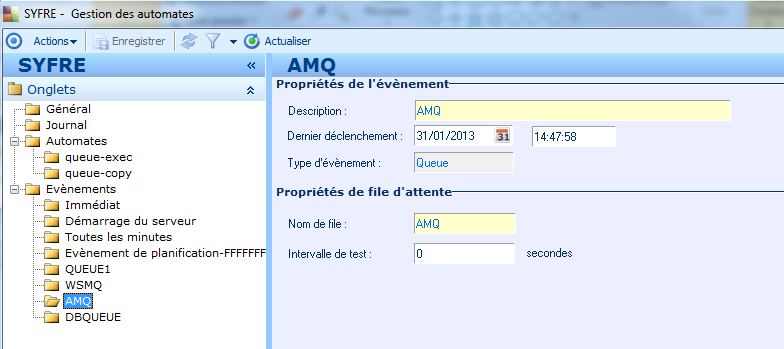 SYFRE - Gestion des automates
Actions Enregistrer Actualiser
SYFRE «
Onglets
Général
Journal
Automates
queue-exec
queue-copy
Evènements
Immédiat
Démarrage du serveur
Toutes les minutes
Evènement de planification-FFFFFFF
QUEUE1
WSMQ
AMQ
DBQUEUE
AMQ
Propriétés de l'évènement
Description : AMQ
Dernier déclenchement : 31/01/2013 31 14:47:58
Type d'évènement : Queue
Propriétés de file d'attente
Nom de file : AMQ
Intervalle de test : 0 secondes